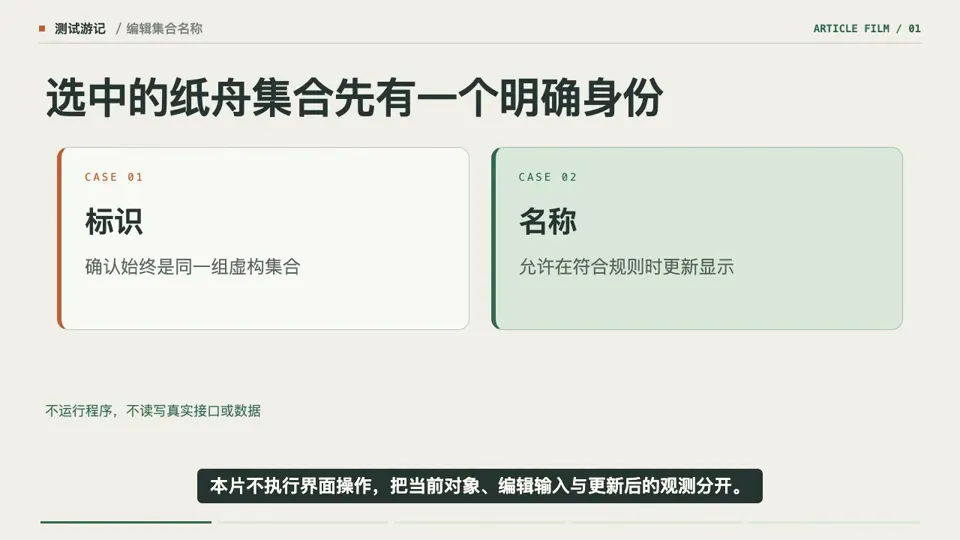 测试游记 / 编辑集合名称
ARTICLE FILM / 01
选中的纸舟集合先有一个明确身份
CASE 01
标识
确认始终是同一组虚构集合
CASE 02
名称
允许在符合规则时更新显示
不运行程序，不读写真实接口或数据
本片不执行界面操作，把当前对象、编辑输入与更新后的观测分开。